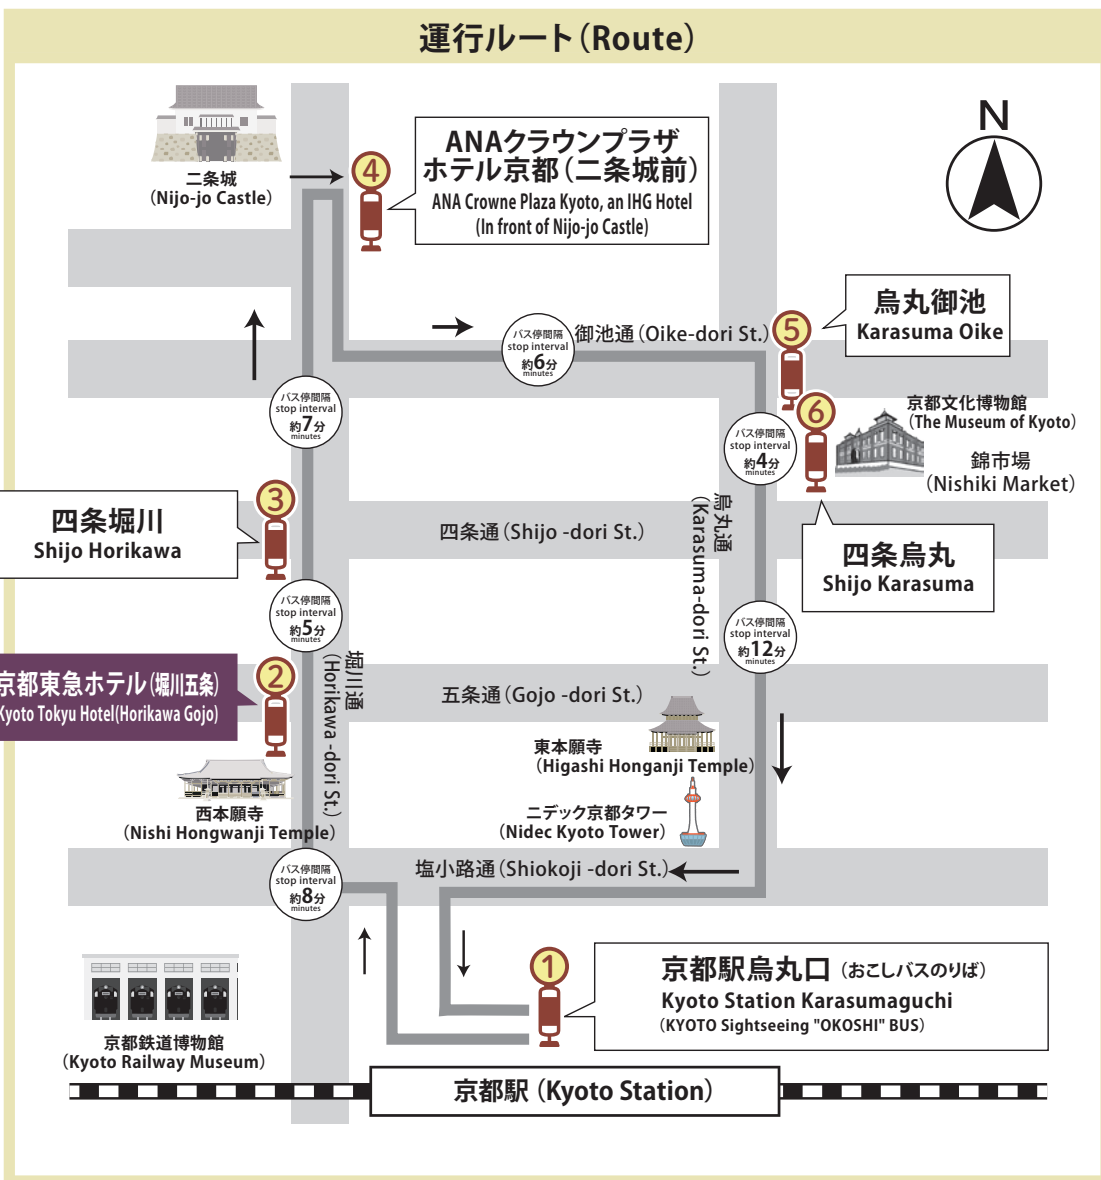 運行ルート(Route)
二条城
(Nijo-jo Castle)
4
ANAクラウンプラザ
ホテル京都(二条城前)
ANA Crowne Plaza Kyoto, an IHG Hotel
(In front of Nijo-jo Castle)
N
烏丸御池
Karasuma Oike
5
御池通(Oike-dori St.)
バス停間隔
stop interval
約6分
minutes
バス停間隔
stop interval
約7分
minutes
6
京都文化博物館
(The Museum of Kyoto)
錦市場
(Nishiki Market)
バス停間隔
stop interval
約4分
minutes
3
四条堀川
Shijo Horikawa
四条通(Shijo -dori St.)
烏丸通
(Karasuma-dori St.)
四条烏丸
Shijo Karasuma
バス停間隔
stop interval
約5分
minutes
バス停間隔
stop interval
約12分
minutes
2
京都東急ホテル(堀川五条)
Kyoto Tokyu Hotel(Horikawa Gojo)
堀川通
(Horikawa -dori St.)
五条通(Gojo -dori St.)
東本願寺
(Higashi Honganji Temple)
西本願寺
(Nishi Hongwanji Temple)
ニデック京都タワー
(Nidec Kyoto Tower)
塩小路通(Shiokoji -dori St.)
バス停間隔
stop interval
約8分
minutes
1
京都駅烏丸口(おこしバスのりば)
Kyoto Station Karasumaguchi
(KYOTO Sightseeing "OKOSHI" BUS)
京都鉄道博物館
(Kyoto Railway Museum)
京都駅(Kyoto Station)